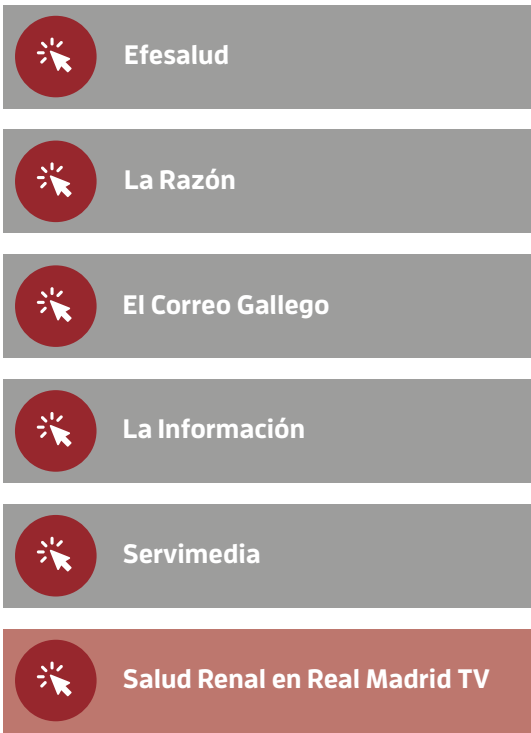 Efesalud
La Razón
El Correo Gallego
La Información
Servimedia
Salud Renal en Real Madrid TV